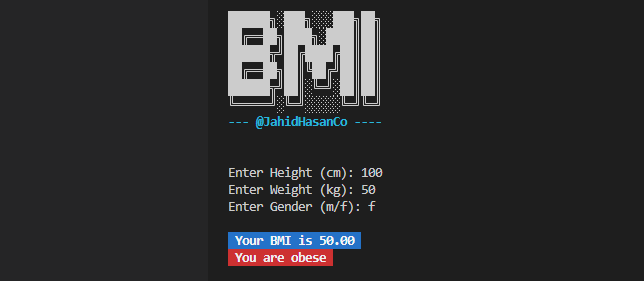 BMI
--- @JahidHasanCo ----
Enter Height (cm): 100
Enter Weight (kg): 50
Enter Gender (m/f): f
Your BMI is 50.00
You are obese